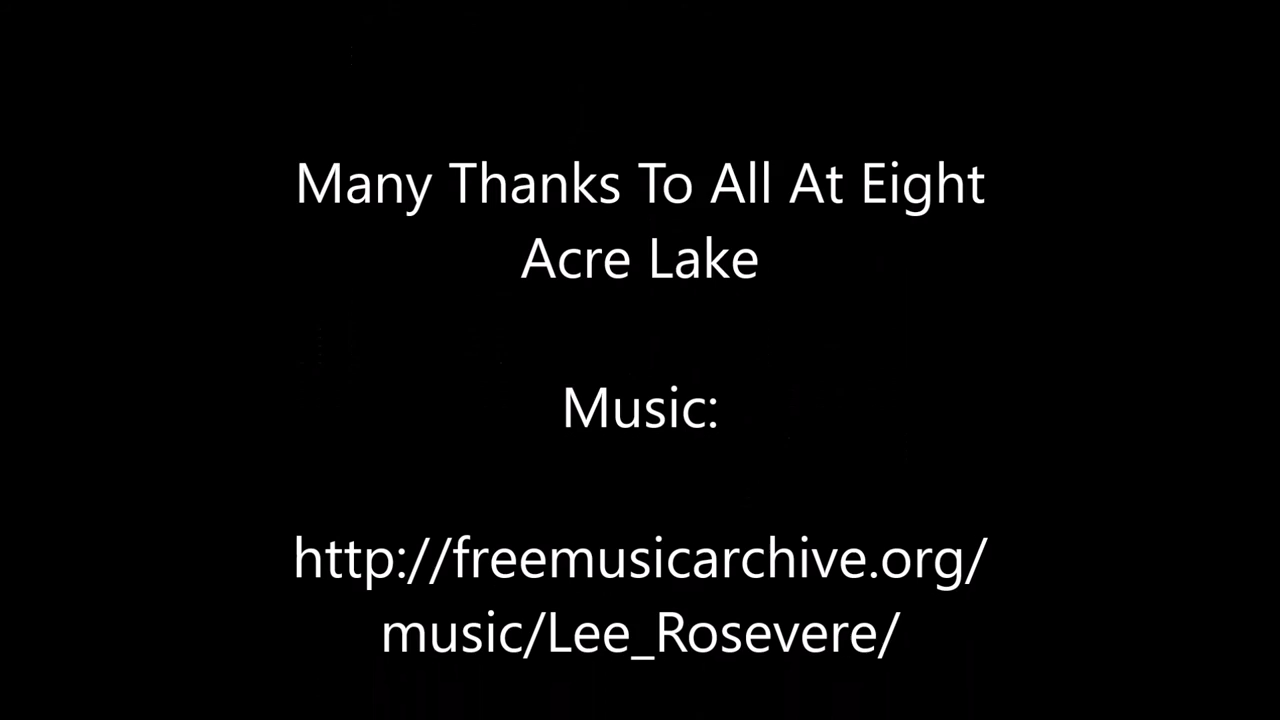 Many Thanks To All At Eight
Acre Lake
Music:
http://freemusicarchive.org/
music/Lee_Rosevere/